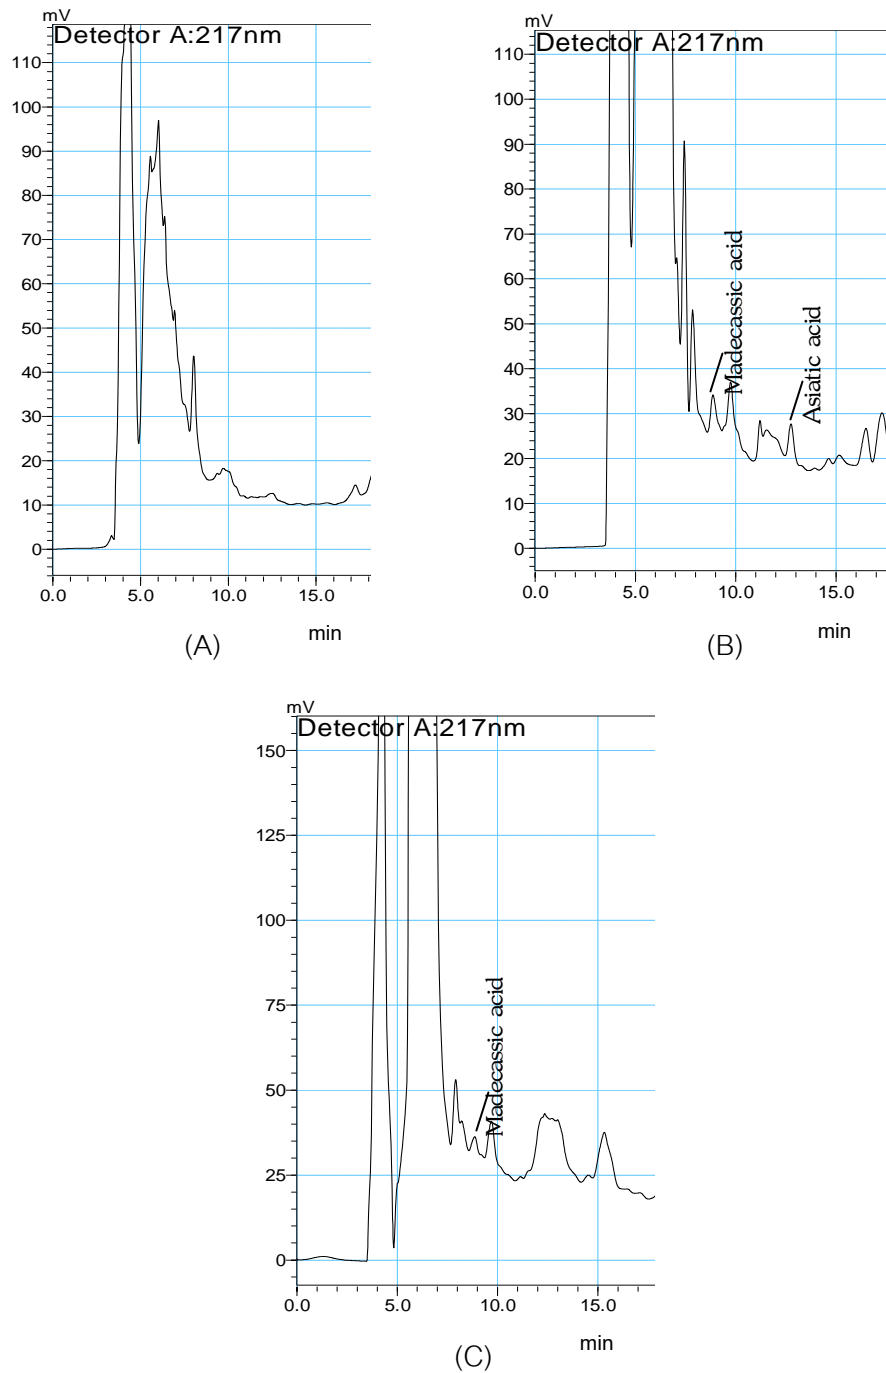 mV
Detector A:217nm
110
100
90
80
70
60
50
40
30
20
10
0
0.0 5.0 10.0 15.0
min
(A)
mV
Detector A:217nm
110
100
90
80
70
60
50
40
30
20
10
0
Madecassic acid
Asiatic acid
0.0 5.0 10.0 15.0
min
(B)
mV
Detector A:217nm
150
125
100
75
50
25
0
Madecassic acid
0.0 5.0 10.0 15.0
min
(C)